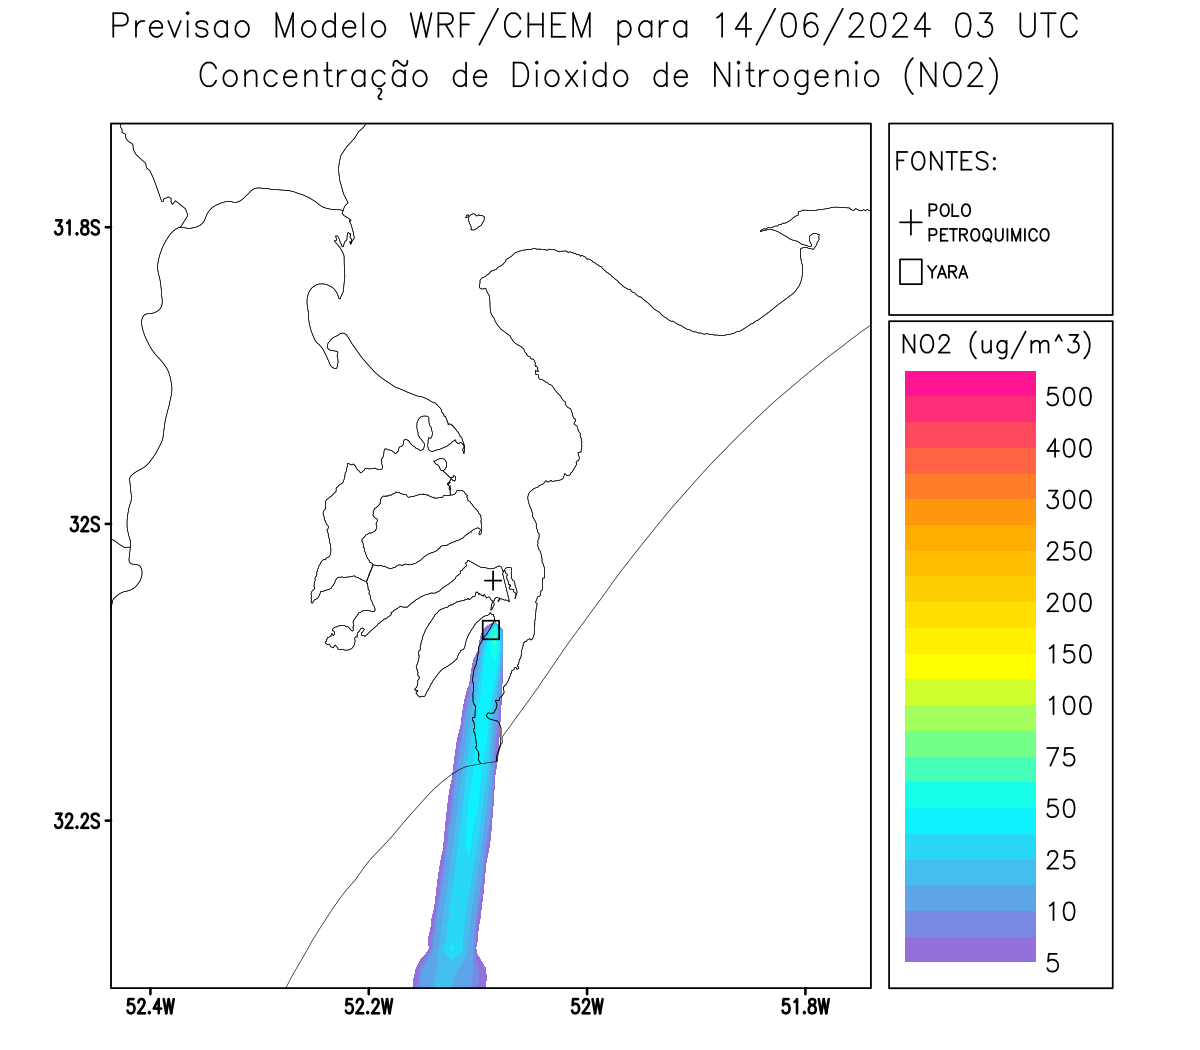 Previsao Modelo WRF/CHEM para 14/06/2024 03 UTC
Concentração de Dioxido de Nitrogenio (NO2)
FONTES:
POLO
PETROQUIMICO
YARA
NO2 (ug/m^3)
500
400
300
250
200
150
100
75
50
25
10
5
31.8S
32S
32.2S
52.4W
52.2W
52W
51.8W